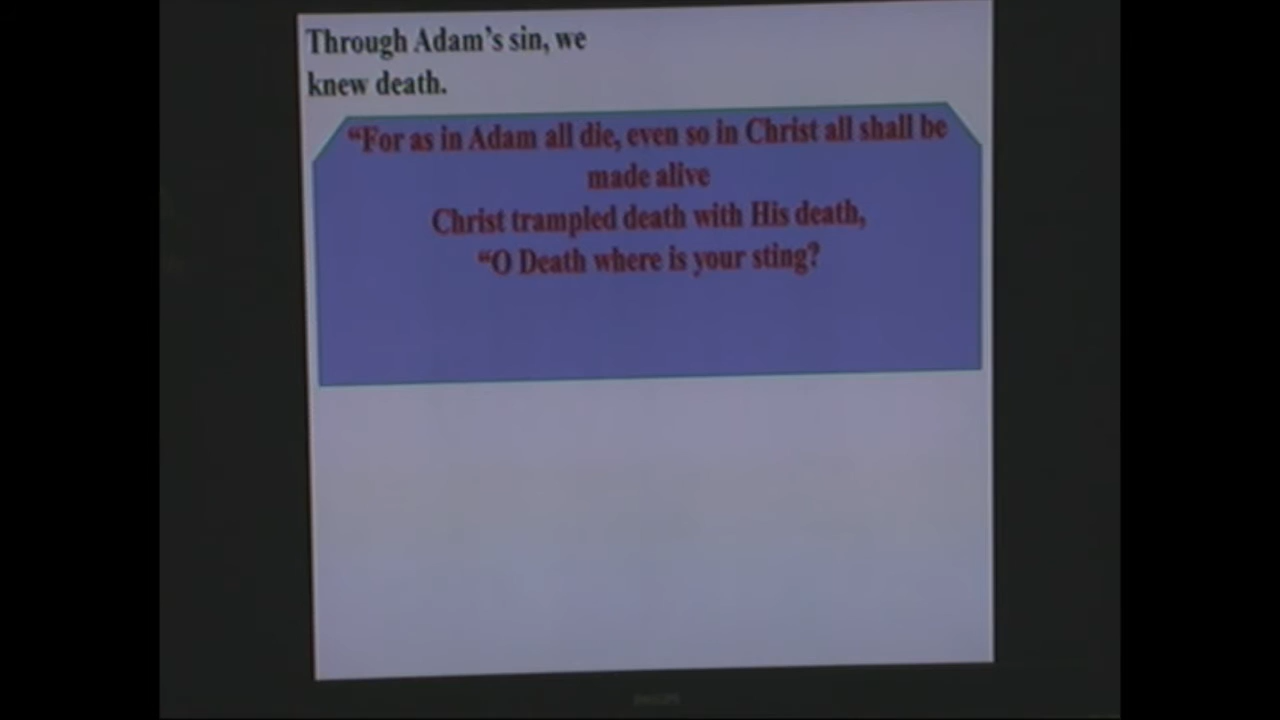 Through Adam’s sin, we
knew death.
“For as in Adam all die, even so in Christ all shall be
made alive
Christ trampled death with His death,
“O Death where is your sting?